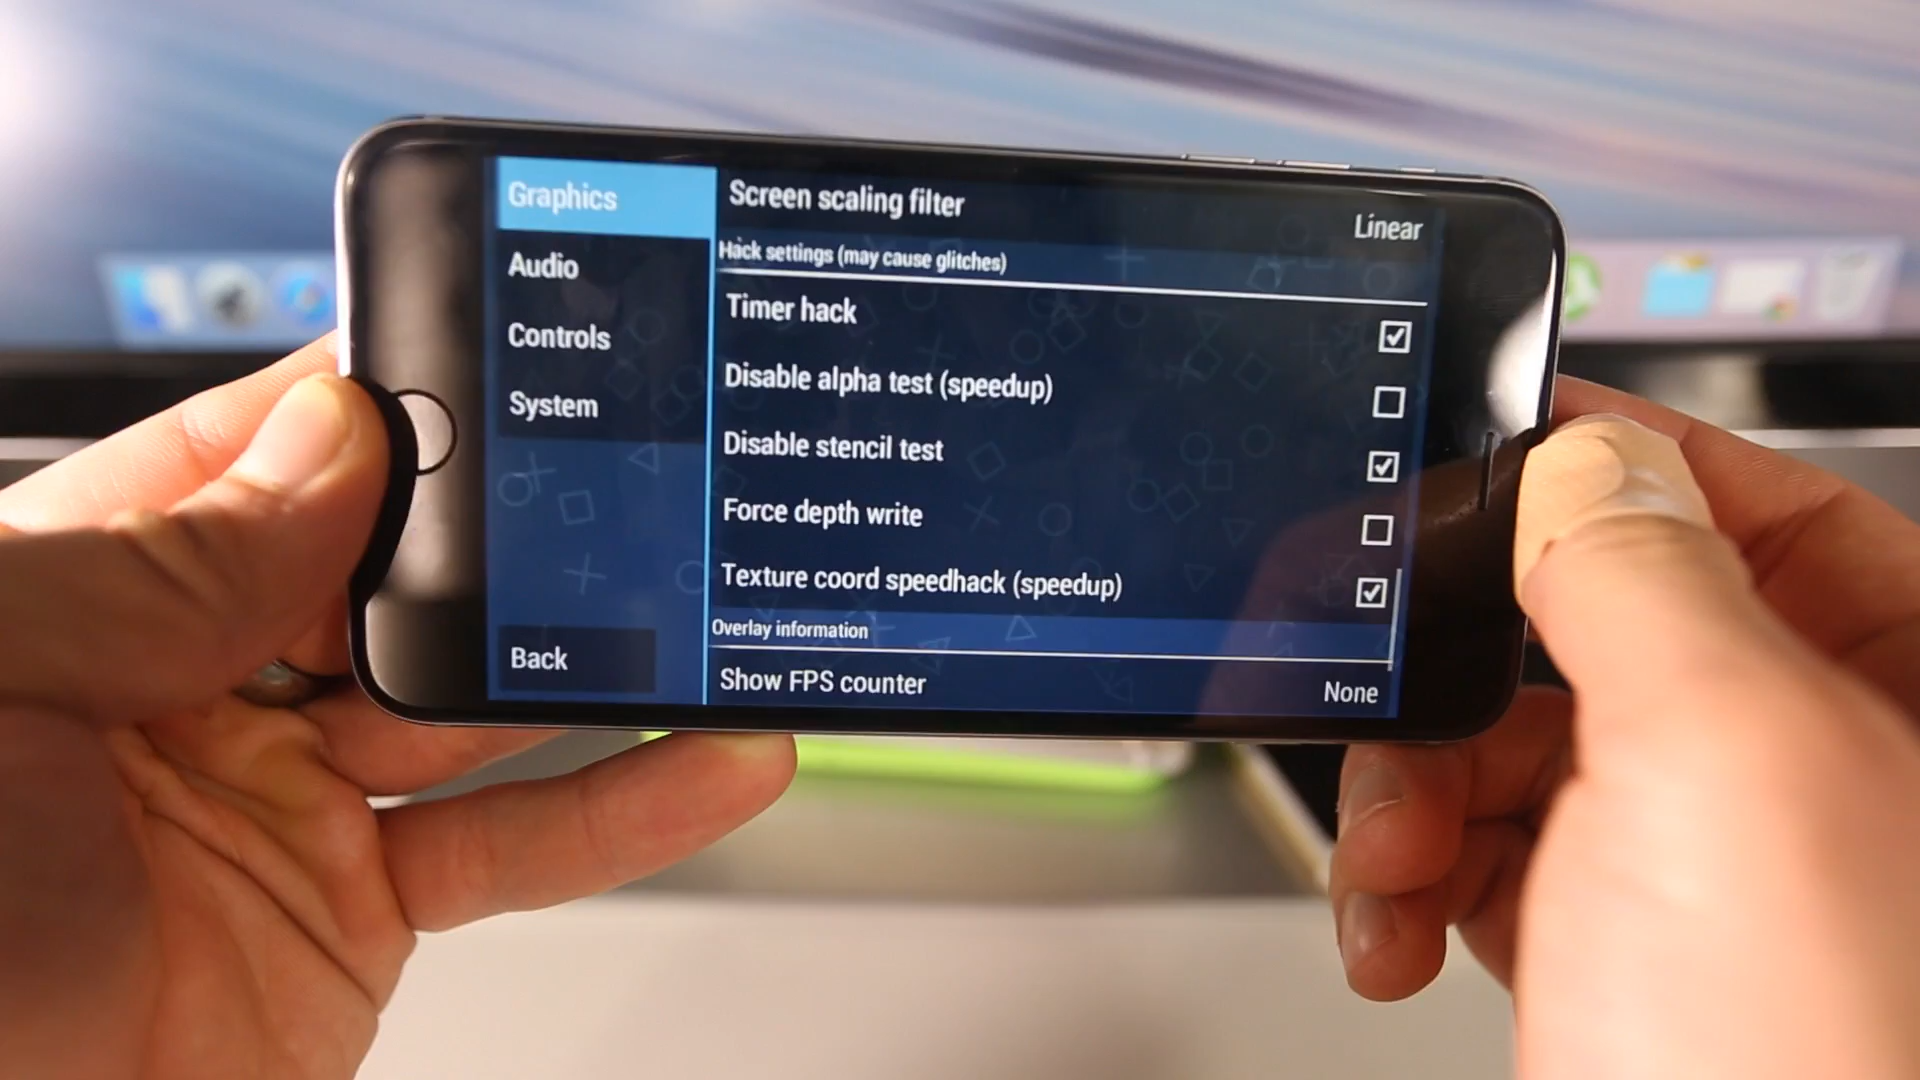 Graphics
Audio
Controls
System
Back
Screen scaling filter
Linear
Hack settings (may cause glitches)
Timer hack
Disable alpha test (speedup)
Disable stencil test
Force depth write
Texture coord speedhack (speedup)
Overlay information
Show FPS counter
None